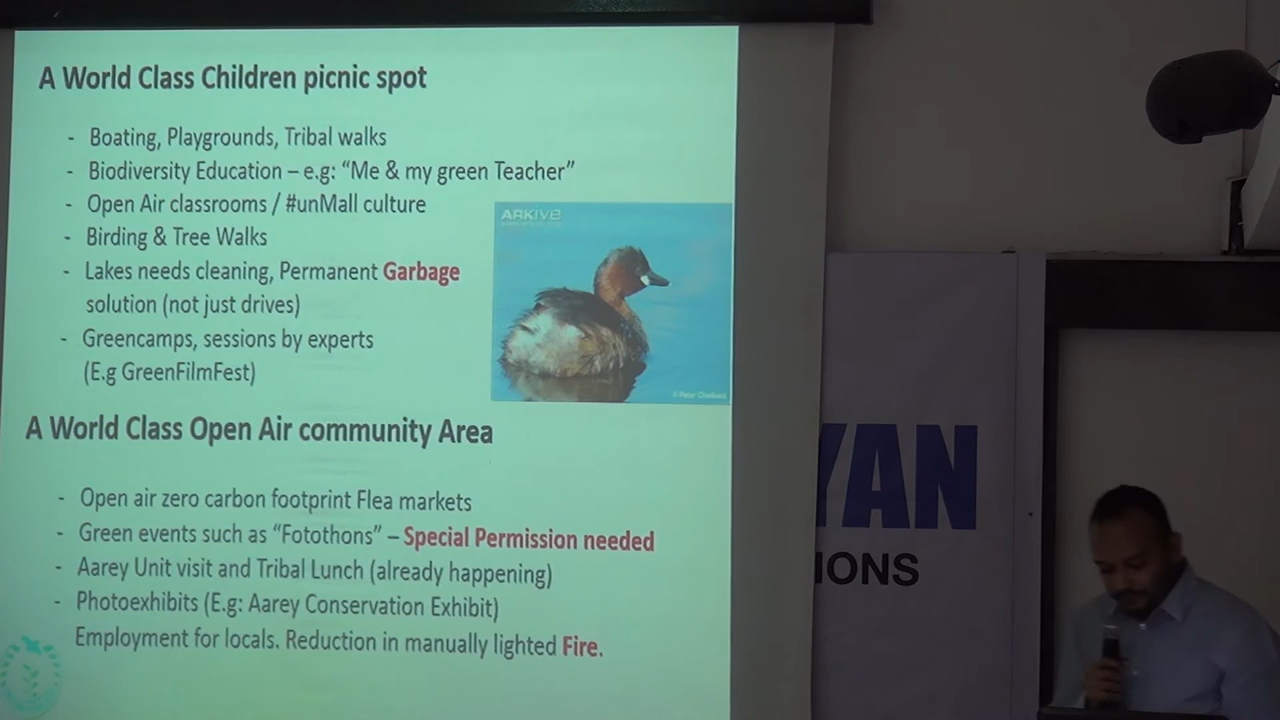 A World Class Children picnic spot
- Boating, Playgrounds, Tribal walks
- Biodiversity Education – e.g: “Me & my green Teacher”
- Open Air classrooms / #unMall culture
- Birding & Tree Walks
- Lakes needs cleaning, Permanent Garbage
solution (not just drives)
- Greencamps, sessions by experts
(E.g GreenFilmFest)
ARKIVE
© Peter Chadwick
A World Class Open Air community Area
- Open air zero carbon footprint Flea markets
- Green events such as “Fotothons” – Special Permission needed
- Aarey Unit visit and Tribal Lunch (already happening)
- Photoexhibits (E.g: Aarey Conservation Exhibit)
Employment for locals. Reduction in manually lighted Fire.
YAN
IONS